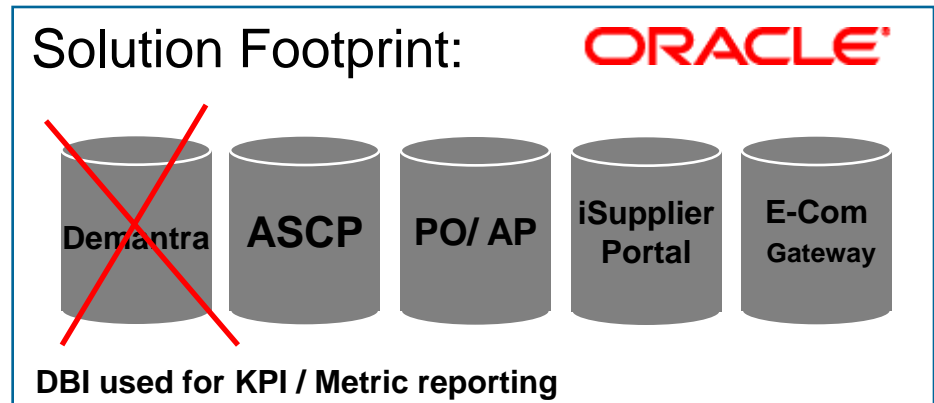 Solution Footprint:
ORACLE
Demantra
ASCP
PO/ AP
iSupplier
Portal
E-Com
Gateway
DBI used for KPI / Metric reporting